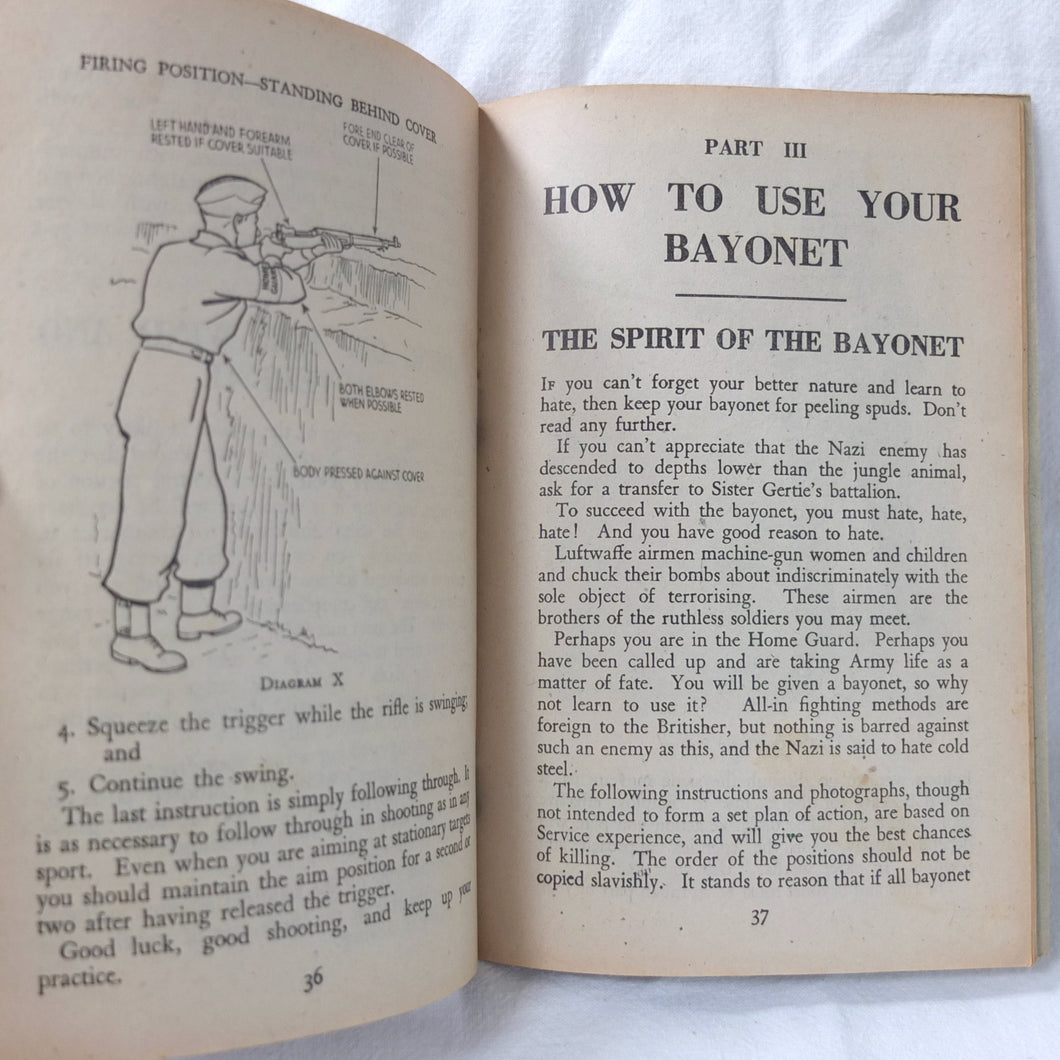 FIRING POSITION—STANDING BEHIND COVER
LEFT HAND AND FOREARM
RESTED IF COVER SUITABLE
FORE END CLEAR OF
COVER IF POSSIBLE
HOME
GUARD
BOTH ELBOWS RESTED
WHEN POSSIBLE
BODY PRESSED AGAINST COVER
DIAGRAM X
4. Squeeze the trigger while the rifle is swinging;
and
5. Continue the swing.
The last instruction is simply following through. It
is as necessary to follow through in shooting as in any
sport. Even when you are aiming at stationary targets
you should maintain the aim position for a second or
two after having released the trigger.
Good luck, good shooting, and keep up your
practice.
36
PART III
HOW TO USE YOUR
BAYONET
THE SPIRIT OF THE BAYONET
IF you can't forget your better nature and learn to
hate, then keep your bayonet for peeling spuds. Don't
read any further.
If you can't appreciate that the Nazi enemy has
descended to depths lower than the jungle animal,
ask for a transfer to Sister Gertie's battalion.
To succeed with the bayonet, you must hate, hate,
hate! And you have good reason to hate.
Luftwaffe airmen machine-gun women and children
and chuck their bombs about indiscriminately with the
sole object of terrorising. These airmen are the
brothers of the ruthless soldiers you may meet.
Perhaps you are in the Home Guard. Perhaps you
have been called up and are taking Army life as a
matter of fate. You will be given a bayonet, so why
not learn to use it? All-in fighting methods are
foreign to the Britisher, but nothing is barred against
such an enemy as this, and the Nazi is said to hate cold
steel.
The following instructions and photographs, though
not intended to form a set plan of action, are based on
Service experience, and will give you the best chances
of killing. The order of the positions should not be
copied slavishly. It stands to reason that if all bayonet
37